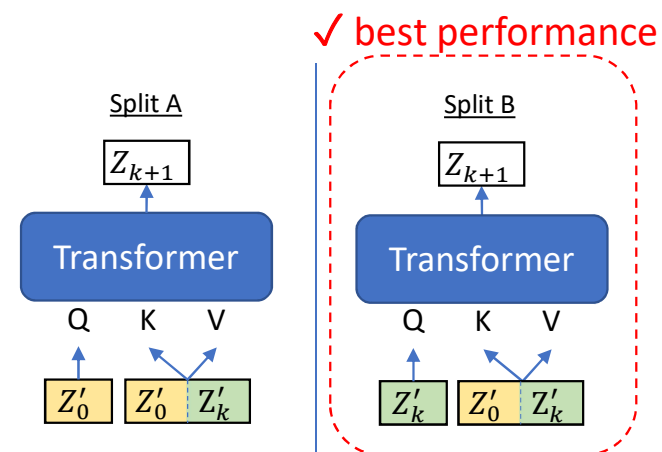 ✓ best performance
Split A
Z_{k+1}
Transformer
Q K V
Z'_0 Z'_0 Z'_k
Split B
Z_{k+1}
Transformer
Q K V
Z'_k Z'_0 Z'_k